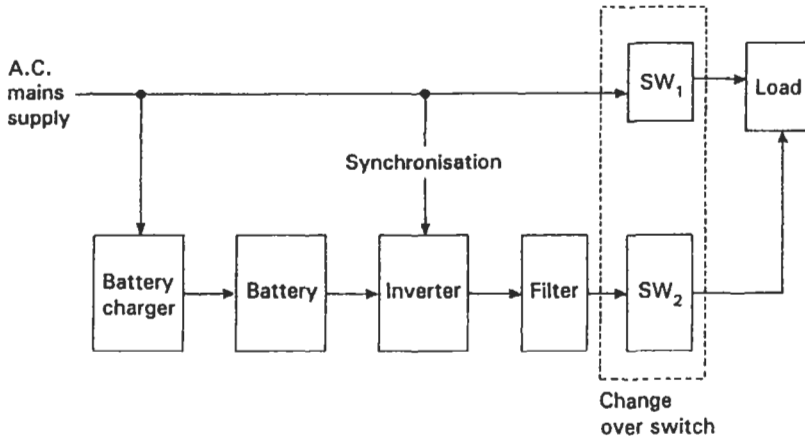 A.C.
mains
supply
SW1
Load
Synchronisation
Battery
charger
Battery
Inverter
Filter
SW2
Change
over switch